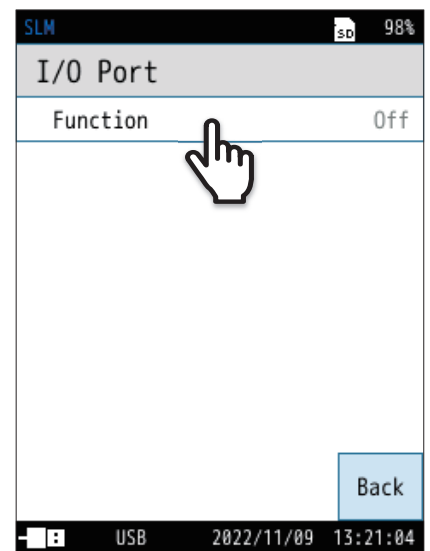 SLM SD 98%
I/O Port
Function Off
Back
USB 2022/11/09 13:21:04